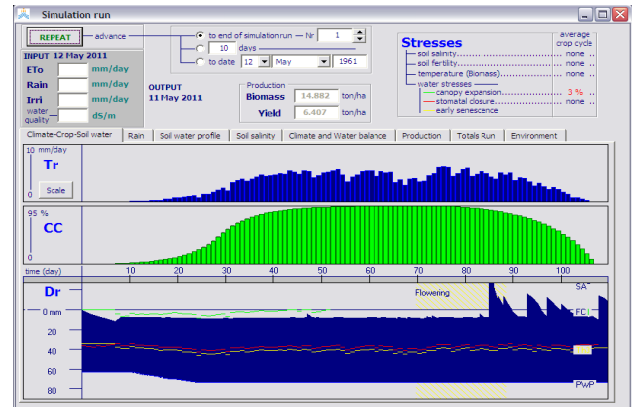 Simulation run
REPEAT advance to end of simulation run — Nr 1
10 days
to date 12 May 1961
INPUT 12 May 2011
ETo mm/day
Rain mm/day
Irri mm/day
water quality dS/m
OUTPUT
11 May 2011
Production
Biomass 14.882 ton/ha
Yield 6.407 ton/ha
Stresses
average
crop cycle
soil salinity none ..
soil fertility none ..
temperature (Biomass) none ..
water stresses
canopy expansion 3 % ..
stomatal closure none ..
early senescence
Climate-Crop-Soil water Rain Soil water profile Soil salinity Climate and Water balance Production Totals Run Environment
10 mm/day
Tr
0 Scale
95 %
CC
0
time (day) 10 20 30 40 50 60 70 80 90 100
Dr Flowering SA
0 mm FC
20
40
60
80 PWP